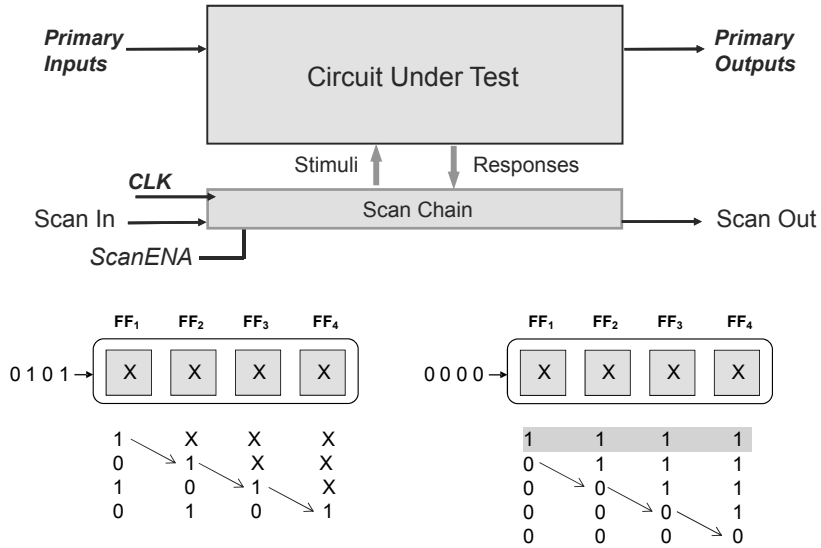 Primary Inputs
Circuit Under Test
Primary Outputs
Stimuli
Responses
CLK
Scan In
Scan Chain
Scan Out
ScanENA
FF₁ FF₂ FF₃ FF₄
0 1 0 1 X X X X
1 X X X
0 1 X X
1 0 1 X
0 1 0 1
FF₁ FF₂ FF₃ FF₄
0 0 0 0 X X X X
1 1 1 1
0 1 1 1
0 0 1 1
0 0 0 1
0 0 0 0